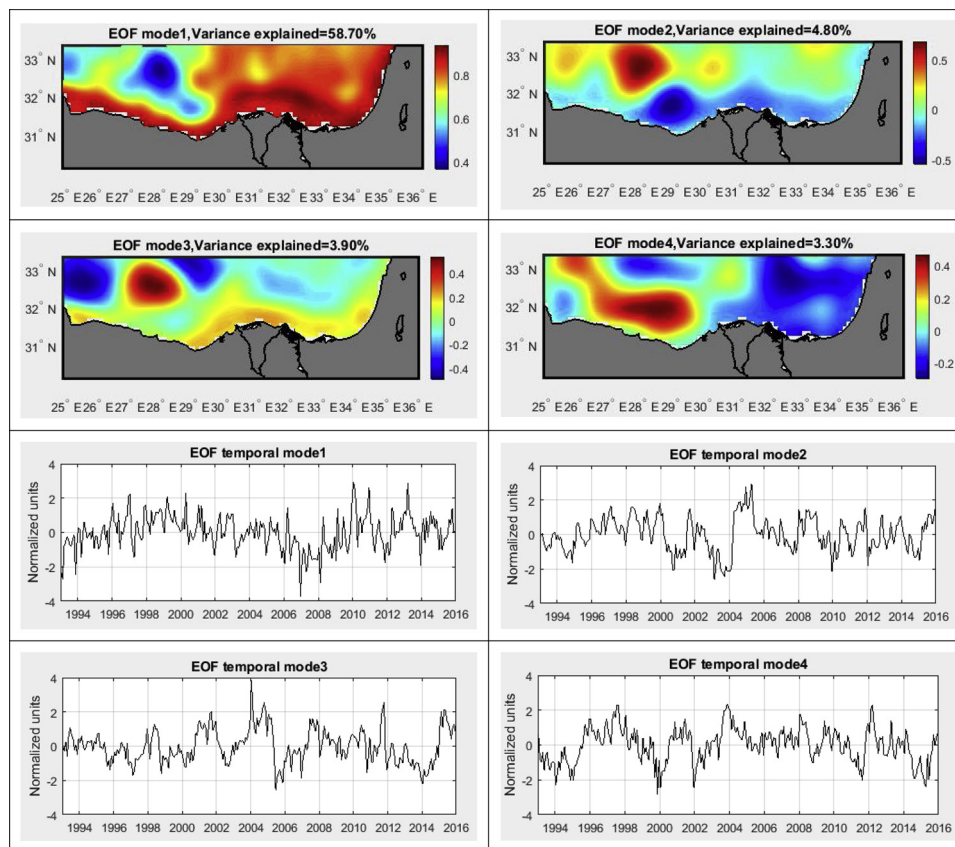 EOF mode1,Variance explained=58.70%
33° N
32° N
31° N
0.8
0.6
0.4
25° E26° E27° E28° E29° E30° E31° E32° E33° E34° E35° E36° E
EOF mode2,Variance explained=4.80%
33° N
32° N
31° N
0.5
0
-0.5
25° E26° E27° E28° E29° E30° E31° E32° E33° E34° E35° E36° E
EOF mode3,Variance explained=3.90%
33° N
32° N
31° N
0.4
0.2
0
-0.2
-0.4
25° E26° E27° E28° E29° E30° E31° E32° E33° E34° E35° E36° E
EOF mode4,Variance explained=3.30%
33° N
32° N
31° N
0.4
0.2
0
-0.2
25° E26° E27° E28° E29° E30° E31° E32° E33° E34° E35° E36° E
EOF temporal mode1
Normalized units
4
2
0
-2
-4
1994 1996 1998 2000 2002 2004 2006 2008 2010 2012 2014 2016
EOF temporal mode2
Normalized units
4
2
0
-2
-4
1994 1996 1998 2000 2002 2004 2006 2008 2010 2012 2014 2016
EOF temporal mode3
Normalized units
4
2
0
-2
-4
1994 1996 1998 2000 2002 2004 2006 2008 2010 2012 2014 2016
EOF temporal mode4
Normalized units
4
2
0
-2
-4
1994 1996 1998 2000 2002 2004 2006 2008 2010 2012 2014 2016